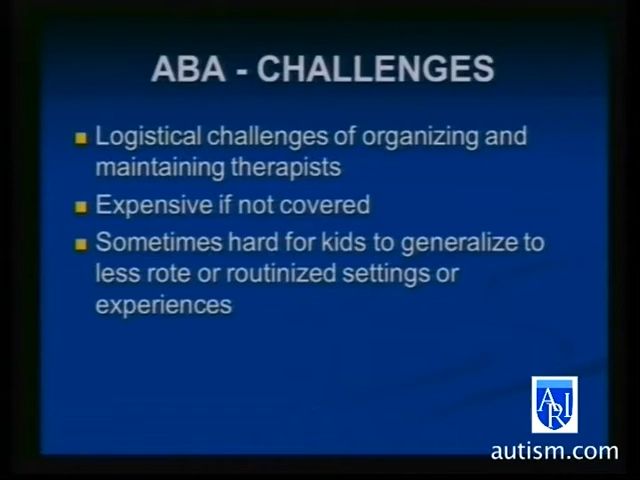 ABA - CHALLENGES
Logistical challenges of organizing and
maintaining therapists
Expensive if not covered
Sometimes hard for kids to generalize to
less rote or routinized settings or
experiences
ARI
autism.com